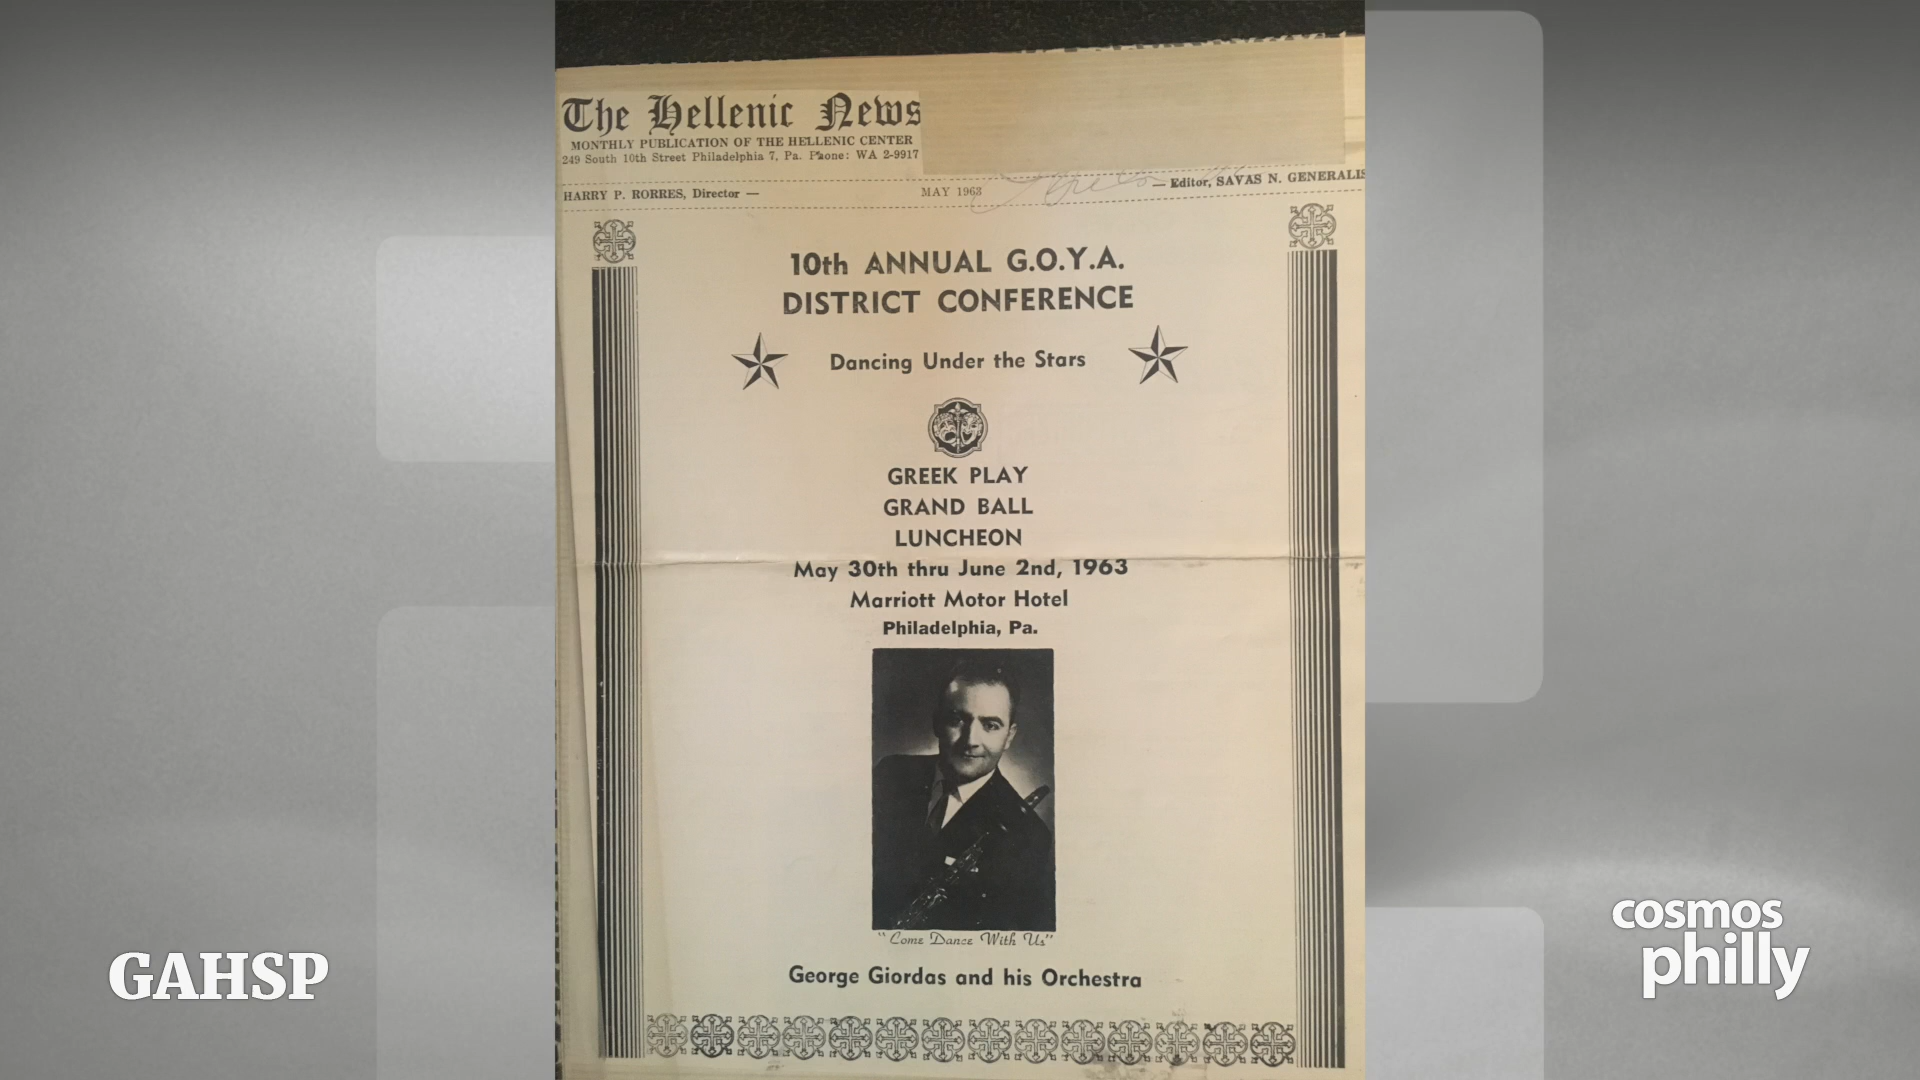 The Hellenic News
MONTHLY PUBLICATION OF THE HELLENIC CENTER
249 South 10th Street Philadelphia 7, Pa. Phone: WA 2-9917
HARRY P. RORRES, Director — MAY 1963 — Editor, SAVAS N. GENERALIS
10th ANNUAL G.O.Y.A.
DISTRICT CONFERENCE
Dancing Under the Stars
GREEK PLAY
GRAND BALL
LUNCHEON
May 30th thru June 2nd, 1963
Marriott Motor Hotel
Philadelphia, Pa.
"Come Dance With Us"
George Giordas and his Orchestra
GAHSP
cosmos
philly